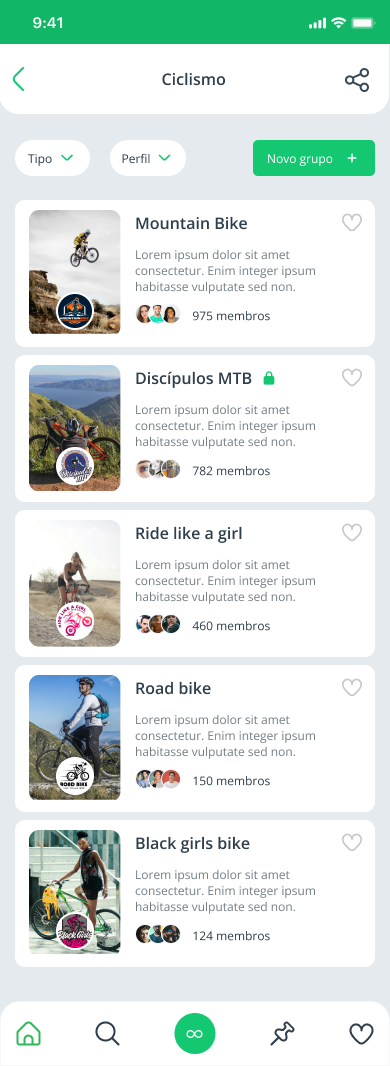 9:41
Ciclismo
Tipo
Perfil
Novo grupo +
Mountain Bike
Lorem ipsum dolor sit amet
consectetur. Enim integer ipsum
habitasse vulputate sed non.
975 membros
Discípulos MTB
Lorem ipsum dolor sit amet
consectetur. Enim integer ipsum
habitasse vulputate sed non.
782 membros
RIDE LIKE A GIRL
Ride like a girl
Lorem ipsum dolor sit amet
consectetur. Enim integer ipsum
habitasse vulputate sed non.
460 membros
ROAD BIKE
Road bike
Lorem ipsum dolor sit amet
consectetur. Enim integer ipsum
habitasse vulputate sed non.
150 membros
Black Girls
Black girls bike
Lorem ipsum dolor sit amet
consectetur. Enim integer ipsum
habitasse vulputate sed non.
124 membros